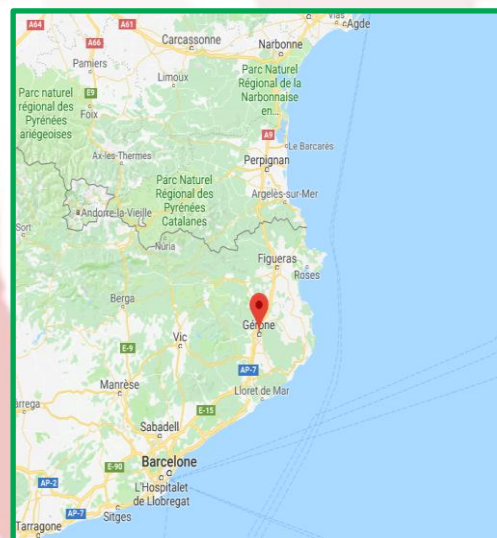 A64
A61
Vias
Agde
A66
Carcassonne
Narbonne
Pamiers
Limoux
Parc Naturel
Régional de la
Narbonnaise
en...
Parc naturel
régional des
Pyrénées
ariégeoises
E9
Foix
A9
Le Barcarès
Ax-les-Thermes
Perpignan
Parc Naturel
Régional des
Pyrénées
Catalanes
Argelès-sur-Mer
Andorre-la-Vieille
Sort
Núria
Figueras
Roses
Berga
Gérone
Vic
E-9
AP-7
Manrèse
Lloret de Mar
arrega
E-15
Sabadell
E-90
Barcelone
AP-2
L'Hospitalet
de Llobregat
AP-7
Sitges
Tarragone